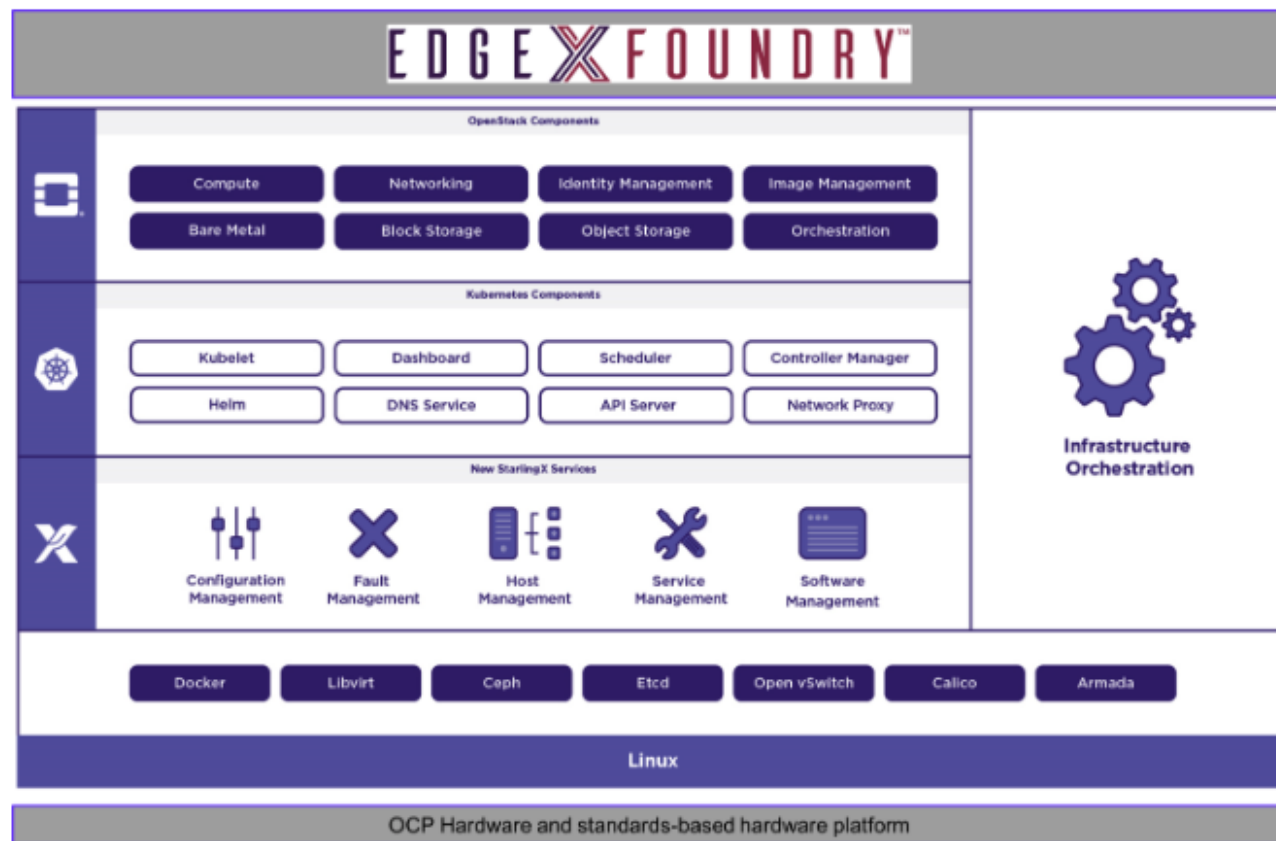 EDGE X FOUNDRY™
OpenStack Components
Compute Networking Identity Management Image Management
Bare Metal Block Storage Object Storage Orchestration
Kubernetes Components
Kubelet Dashboard Scheduler Controller Manager
Helm DNS Service API Server Network Proxy
Infrastructure
Orchestration
New StarlingX Services
Configuration
Management
Fault
Management
Host
Management
Service
Management
Software
Management
Docker Libvirt Ceph Etcd Open vSwitch Calico Armada
Linux
OCP Hardware and standards-based hardware platform